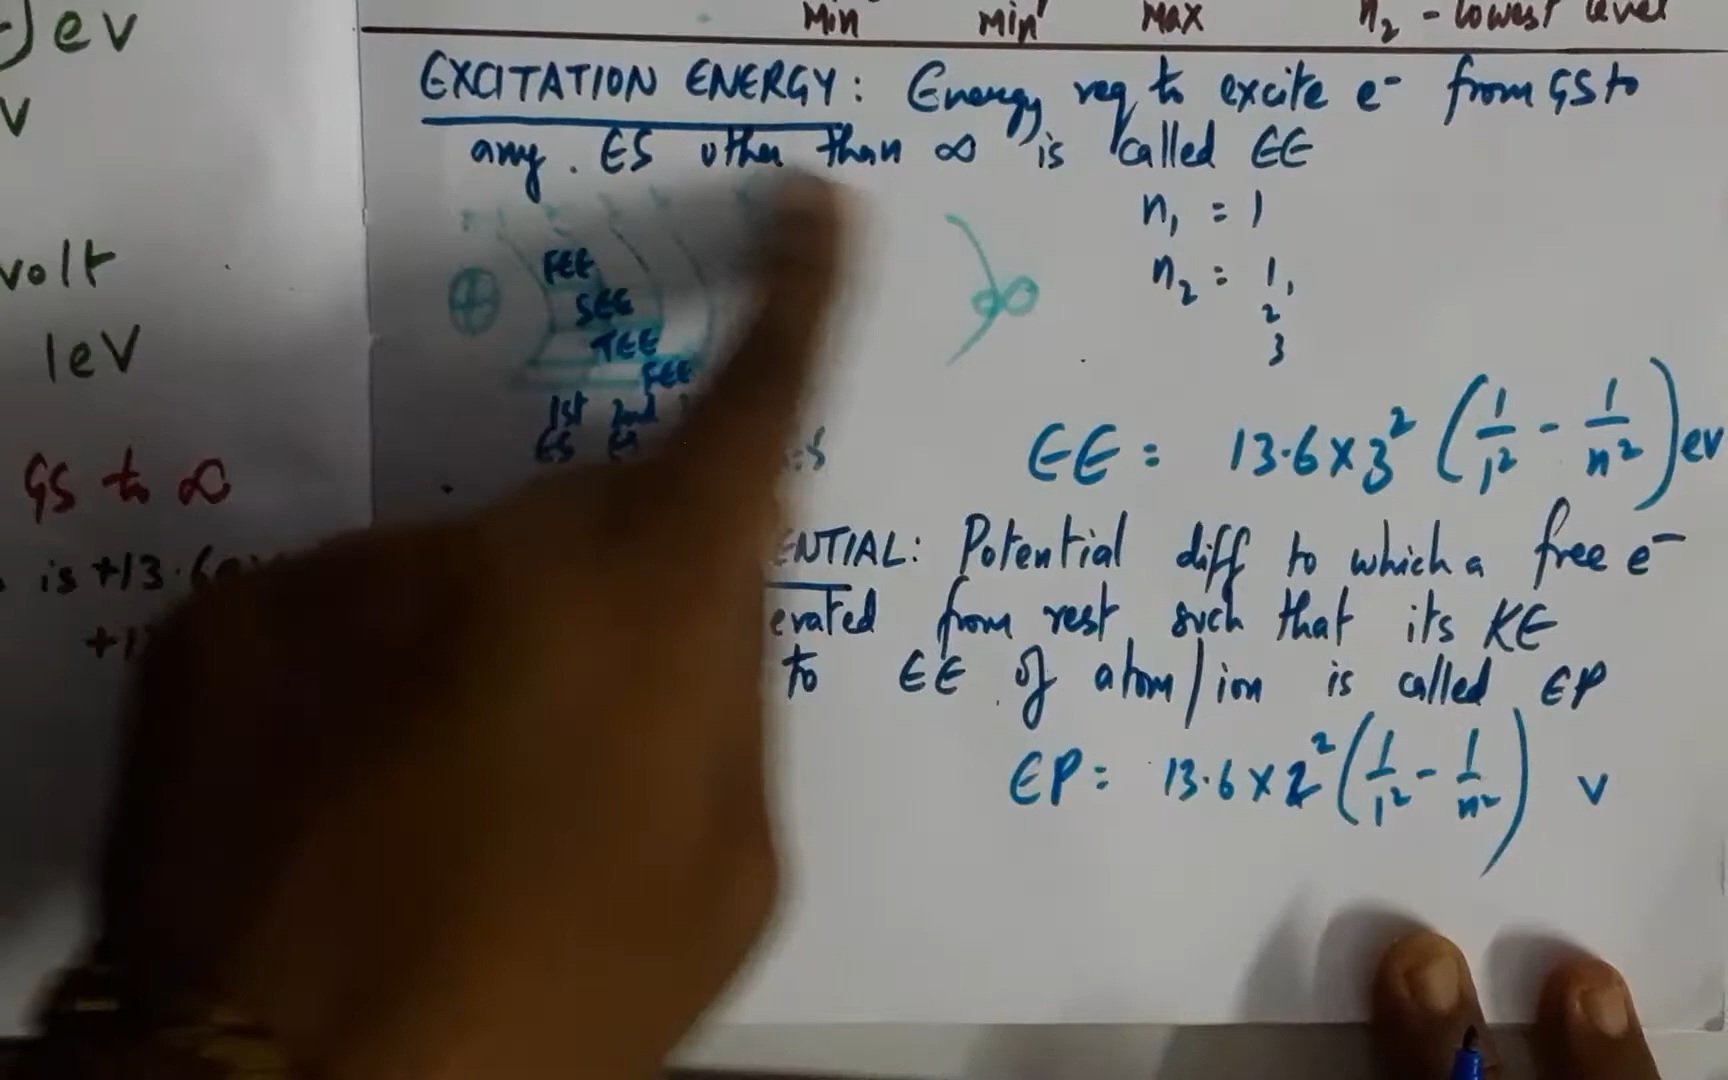 ) ev
v
volt
1eV
GS to ∞
is +13.6
Min Min Max n2 - lowest level
EXCITATION ENERGY: Energy req to excite e- from GS to
any. ES other than ∞ is called EE
n1 = 1
n2 = 1,
2
3
FEE
SEE
TEE
FEE
1st 2nd
ES ES
∞
EE = 13.6 x 3² (1/1² - 1/n²) ev
ENTIAL: Potential diff to which a free e-
erated from rest such that its KE
to EE of atom/ion is called EP
EP = 13.6 x 2² (1/1² - 1/n²) v